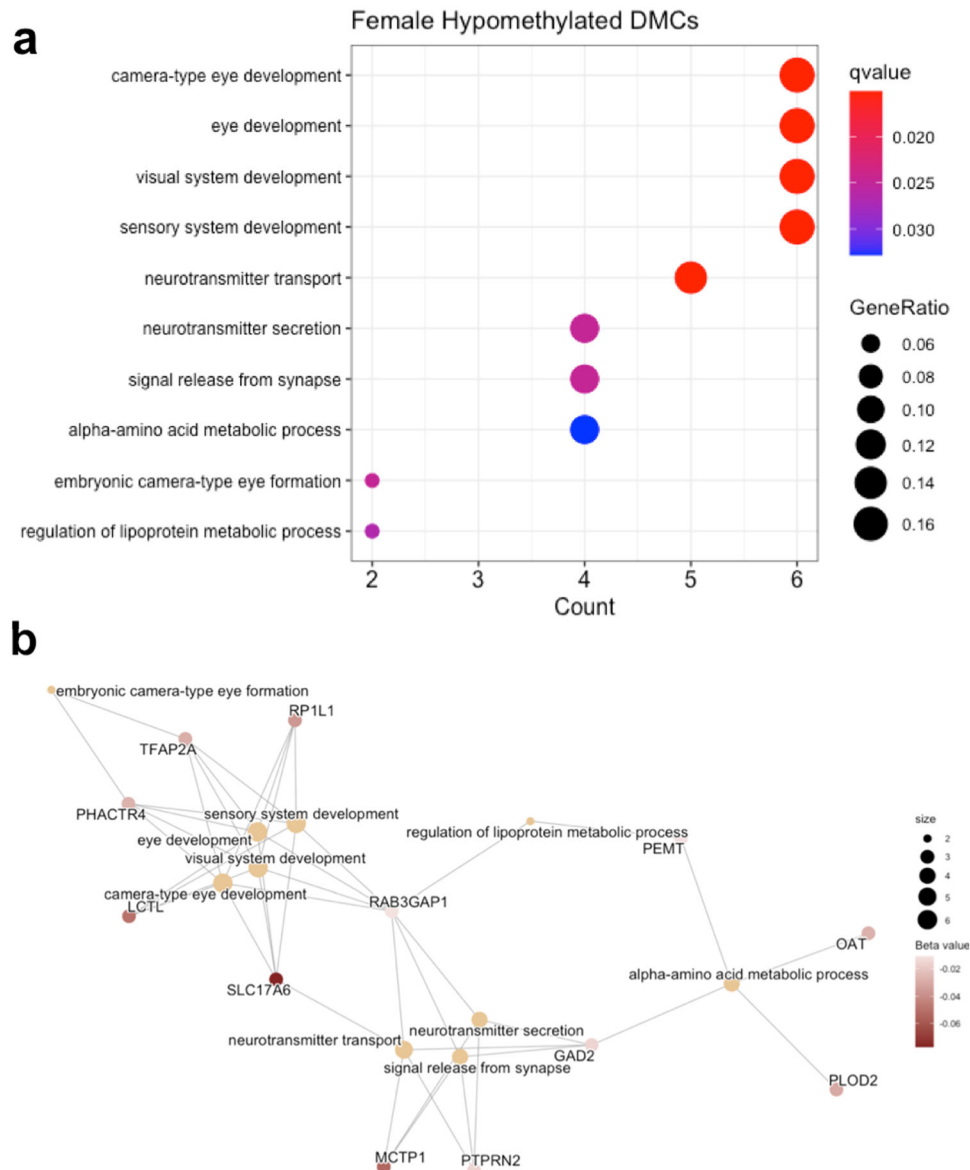 a
Female Hypomethylated DMCs
camera-type eye development
eye development
visual system development
sensory system development
neurotransmitter transport
neurotransmitter secretion
signal release from synapse
alpha-amino acid metabolic process
embryonic camera-type eye formation
regulation of lipoprotein metabolic process
2 3 4 5 6
Count
qvalue
0.020
0.025
0.030
GeneRatio
0.06
0.08
0.10
0.12
0.14
0.16
b
embryonic camera-type eye formation
RP1L1
TFAP2A
PHACTR4
sensory system development
eye development
visual system development
camera-type eye development
LCTL
SLC17A6
RAB3GAP1
regulation of lipoprotein metabolic process
PEMT
OAT
alpha-amino acid metabolic process
neurotransmitter secretion
neurotransmitter transport
GAD2
signal release from synapse
PLOD2
MCTP1
PTPRN2
size
2
3
4
5
6
Beta value
-0.02
-0.04
-0.06